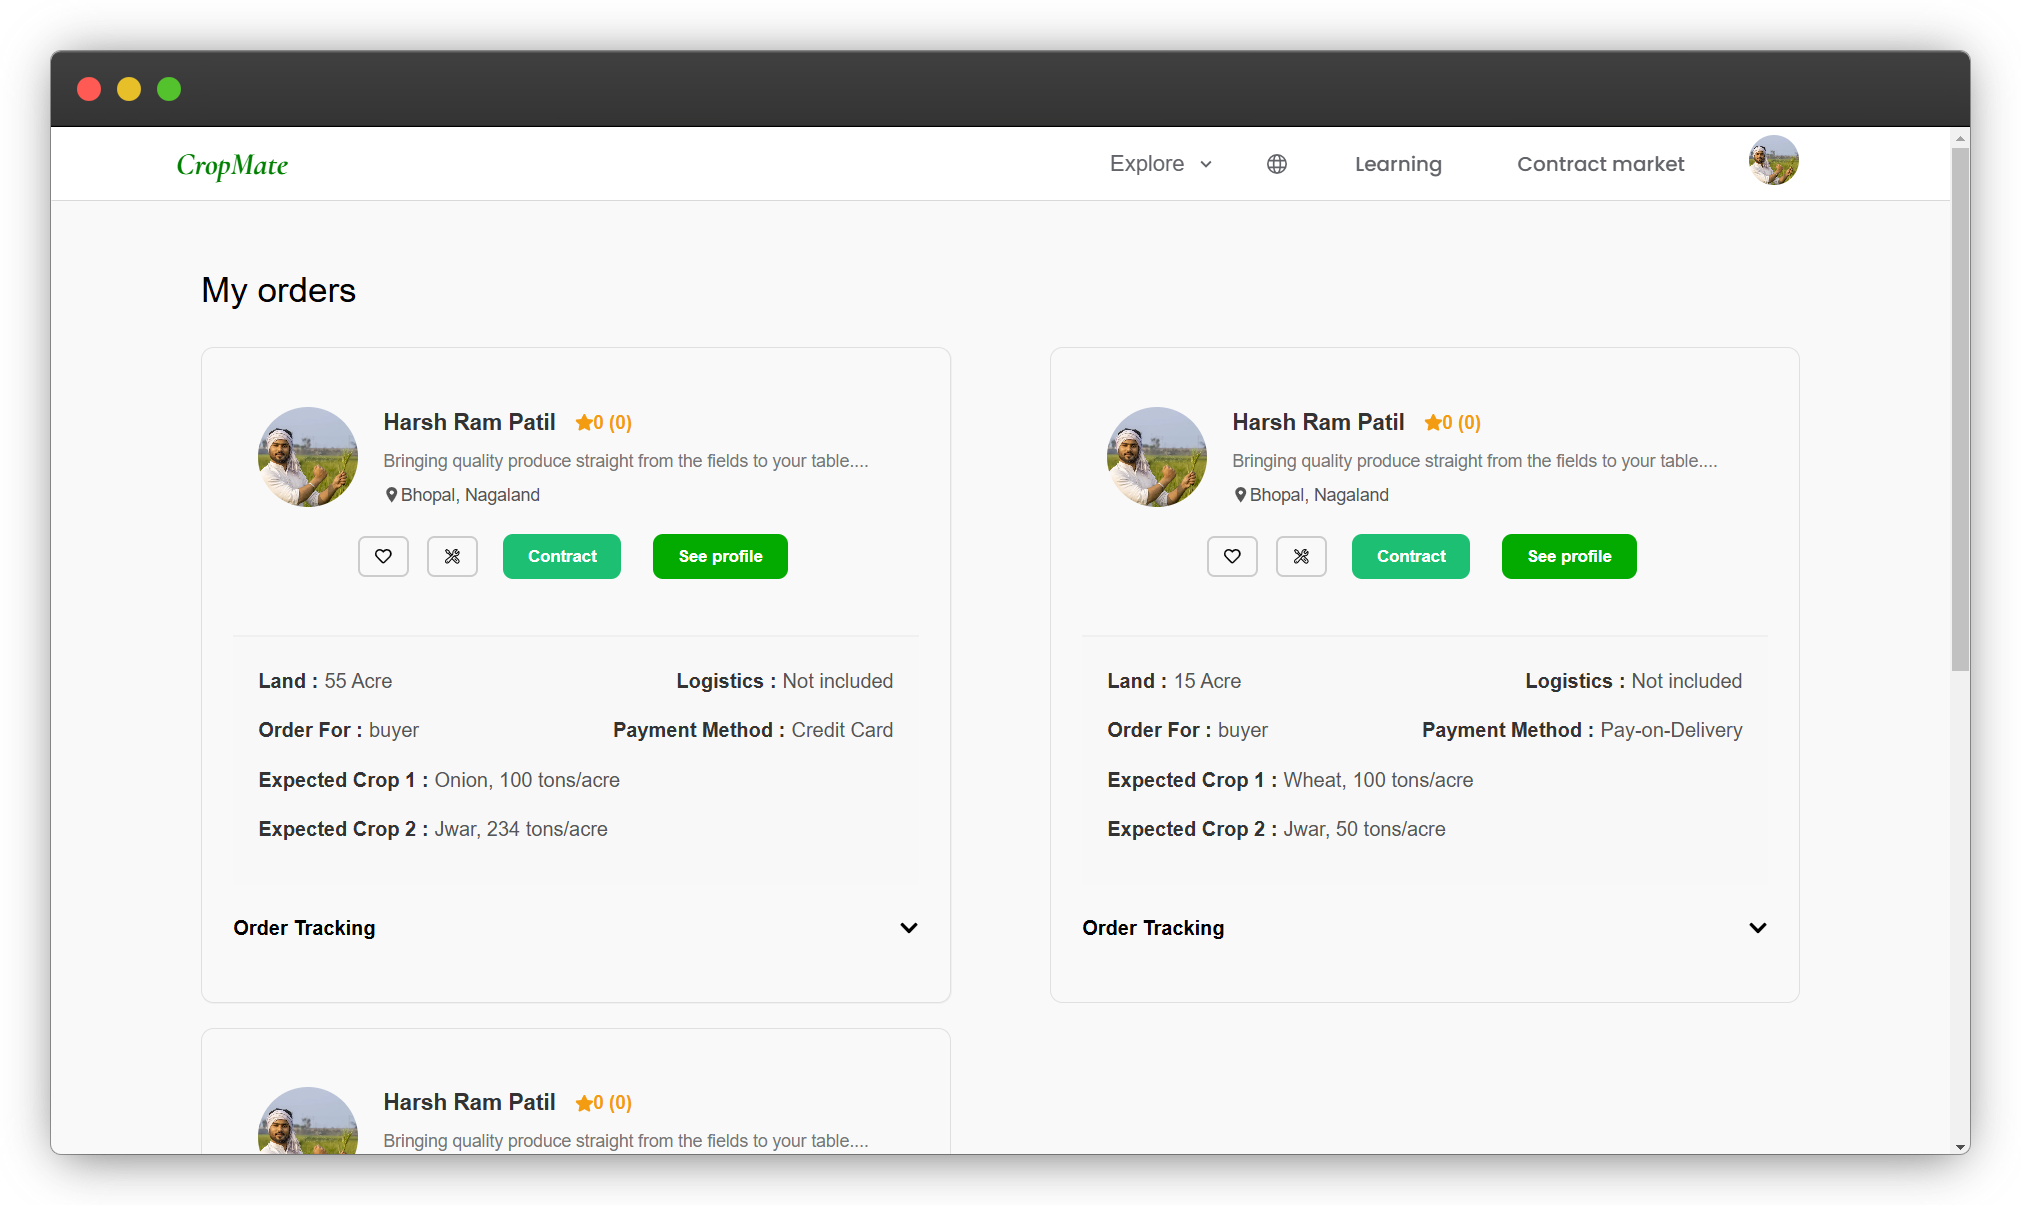 CropMate
Explore
Learning
Contract market
My orders
Harsh Ram Patil 0 (0)
Bringing quality produce straight from the fields to your table....
Bhopal, Nagaland
Contract
See profile
Land : 55 Acre
Logistics : Not included
Order For : buyer
Payment Method : Credit Card
Expected Crop 1 : Onion, 100 tons/acre
Expected Crop 2 : Jwar, 234 tons/acre
Order Tracking
Harsh Ram Patil 0 (0)
Bringing quality produce straight from the fields to your table....
Bhopal, Nagaland
Contract
See profile
Land : 15 Acre
Logistics : Not included
Order For : buyer
Payment Method : Pay-on-Delivery
Expected Crop 1 : Wheat, 100 tons/acre
Expected Crop 2 : Jwar, 50 tons/acre
Order Tracking
Harsh Ram Patil 0 (0)
Bringing quality produce straight from the fields to your table....